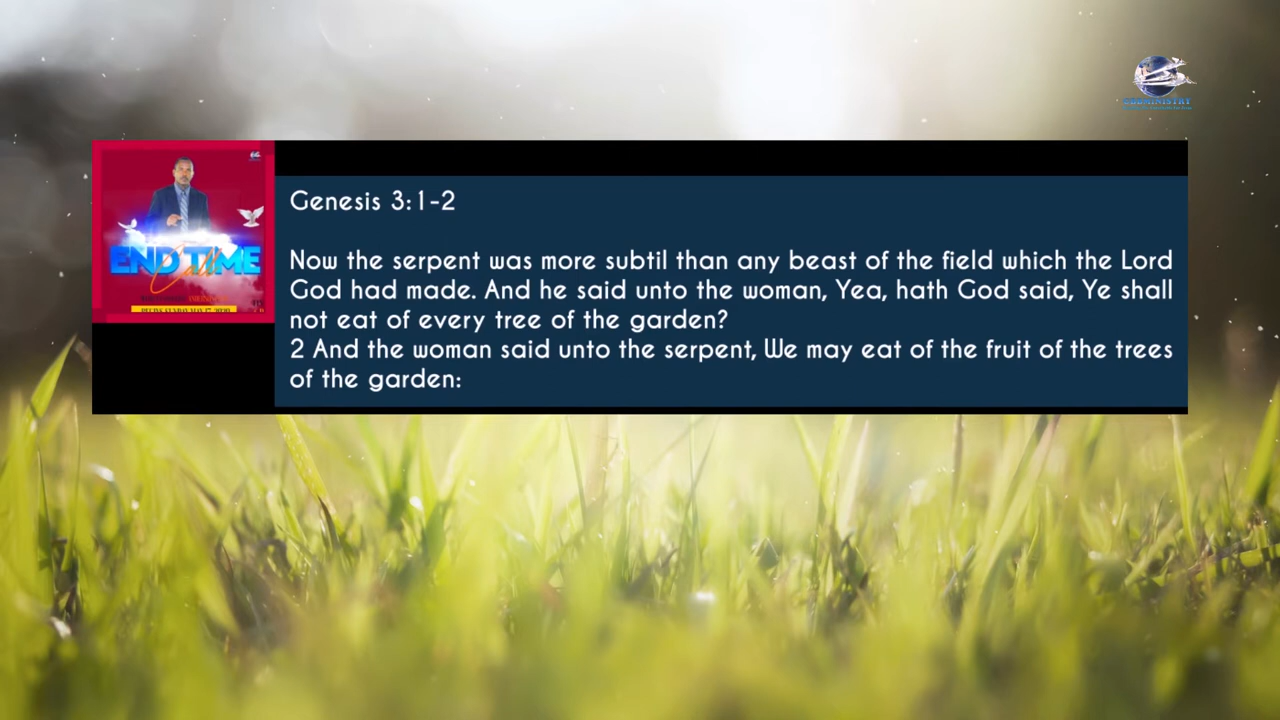 END TIME
Call
Genesis 3:1-2
Now the serpent was more subtil than any beast of the field which the Lord
God had made. And he said unto the woman, Yea, hath God said, Ye shall
not eat of every tree of the garden?
2 And the woman said unto the serpent, We may eat of the fruit of the trees
of the garden: